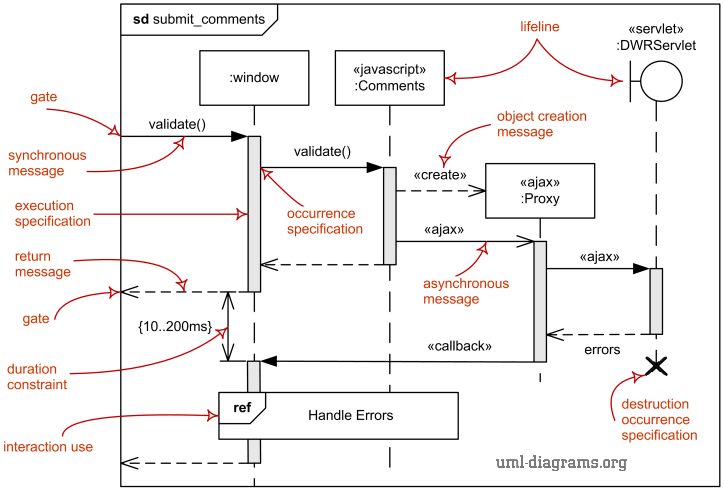 sd submit_comments
lifeline
«servlet»
:DWRServlet
:window
«javascript»
:Comments
gate
validate()
object creation
message
synchronous
message
validate()
«create»
«ajax»
:Proxy
execution
specification
occurrence
specification
«ajax»
return
message
asynchronous
message
«ajax»
gate
{10..200ms}
«callback»
errors
duration
constraint
ref
Handle Errors
destruction
occurrence
specification
interaction use
uml-diagrams.org